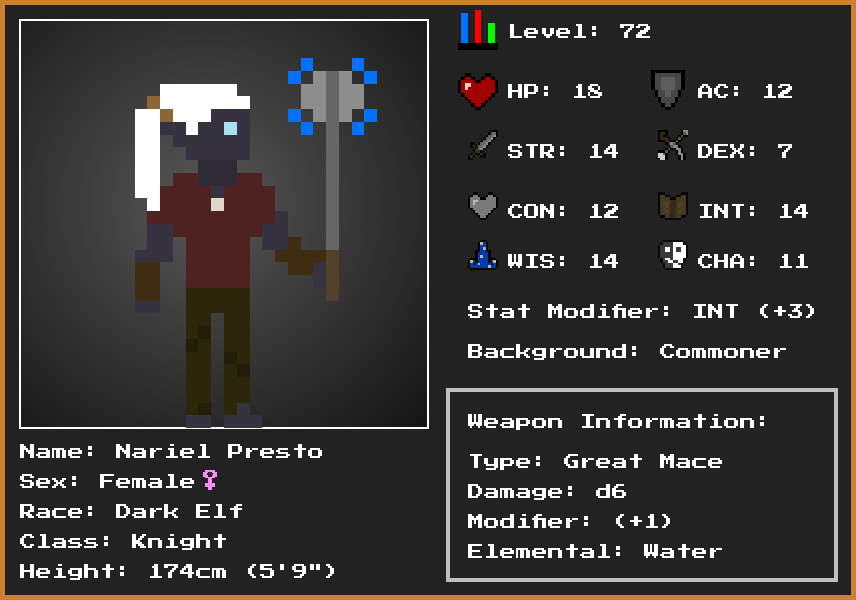 Level: 72
HP: 18 AC: 12
STR: 14 DEX: 7
CON: 12 INT: 14
WIS: 14 CHA: 11
Stat Modifier: INT (+3)
Background: Commoner
Weapon Information:
Type: Great Mace
Damage: d6
Modifier: (+1)
Elemental: Water
Name: Nariel Presto
Sex: Female♀
Race: Dark Elf
Class: Knight
Height: 174cm (5'9")